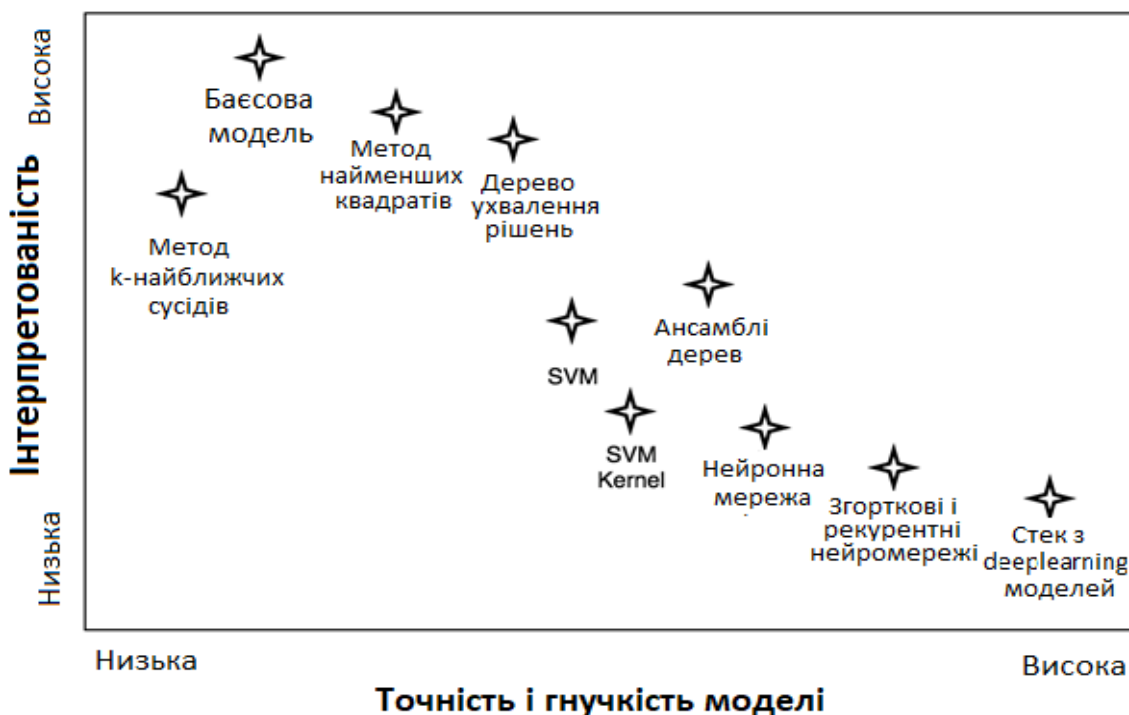 Висока
Інтерпретованість
Низька
Баєсова
модель
Метод
найменших
квадратів
Дерево
ухвалення
рішень
Метод
k-найближчих
сусідів
SVM
Ансамблі
дерев
SVM
Kernel
Нейронна
мережа
Згорткові і
рекурентні
нейромережі
Стек з
deeplearning
моделей
Низька
Висока
Точність і гнучкість моделі